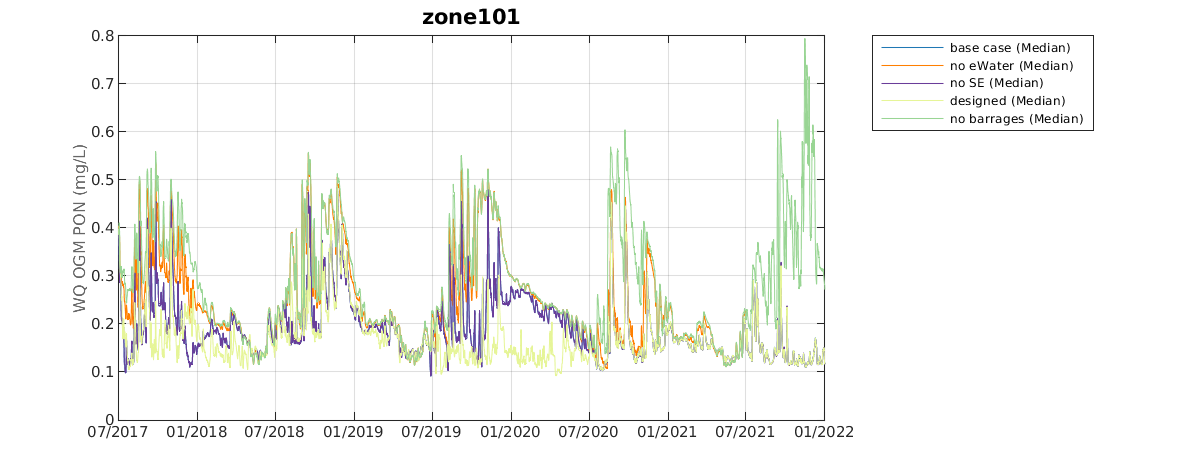 zone101
WQ OGM PON (mg/L)
0.8
0.7
0.6
0.5
0.4
0.3
0.2
0.1
0
07/2017 01/2018 07/2018 01/2019 07/2019 01/2020 07/2020 01/2021 07/2021 01/2022
base case (Median)
no eWater (Median)
no SE (Median)
designed (Median)
no barrages (Median)